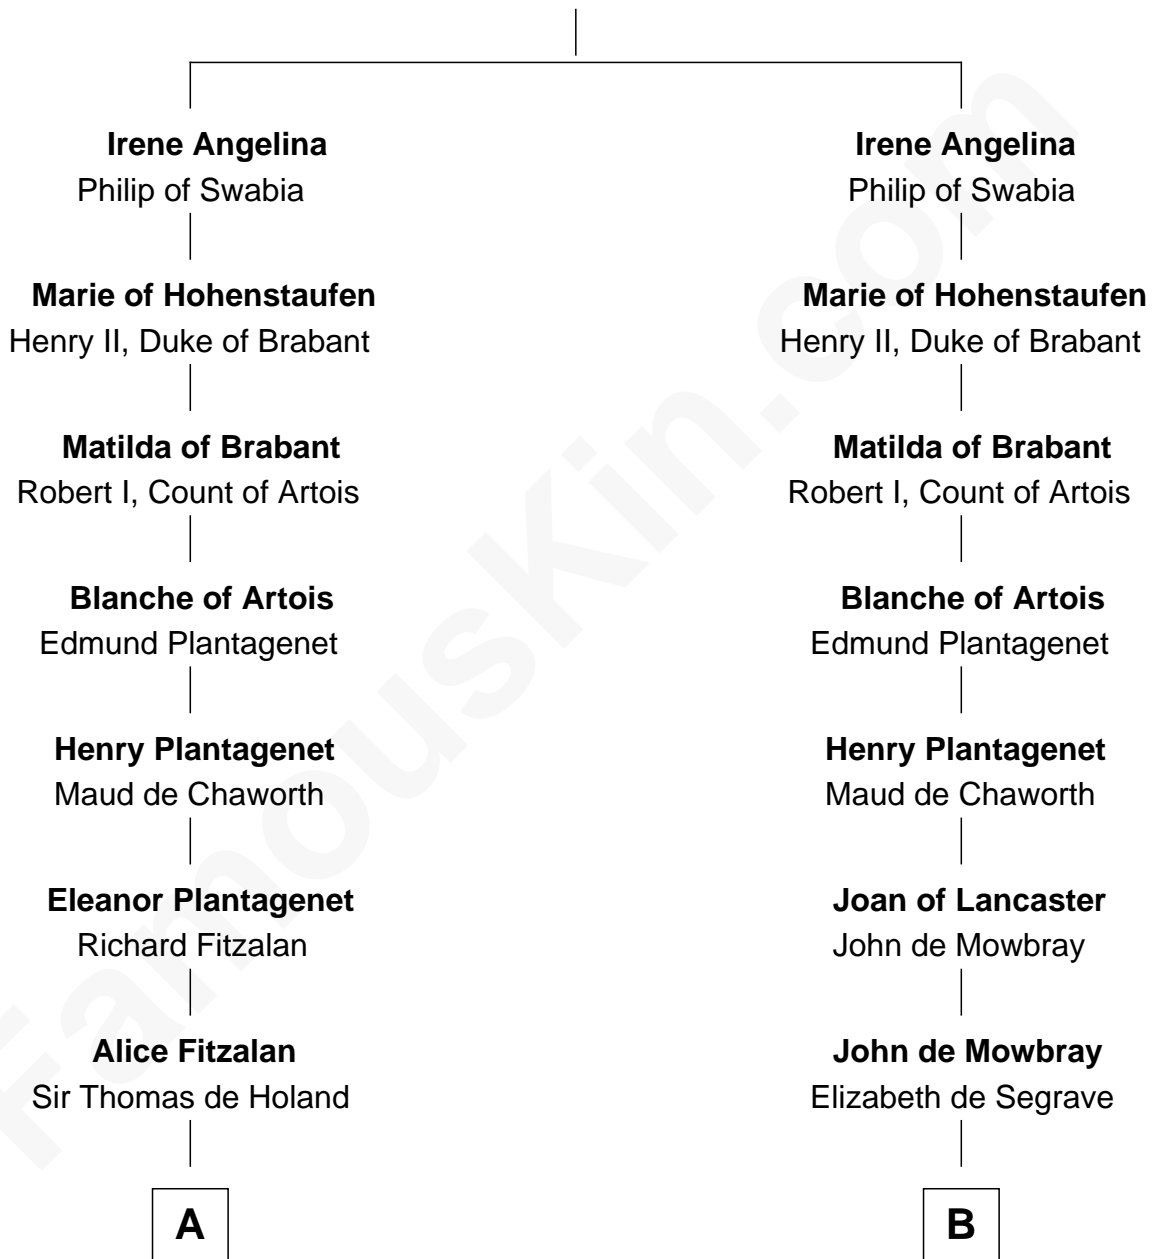 Irene Angelina
Philip of Swabia
Marie of Hohenstaufen
Henry II, Duke of Brabant
Matilda of Brabant
Robert I, Count of Artois
Blanche of Artois
Edmund Plantagenet
Henry Plantagenet
Maud de Chaworth
Eleanor Plantagenet
Richard Fitzalan
Alice Fitzalan
Sir Thomas de Holand
A
Irene Angelina
Philip of Swabia
Marie of Hohenstaufen
Henry II, Duke of Brabant
Matilda of Brabant
Robert I, Count of Artois
Blanche of Artois
Edmund Plantagenet
Henry Plantagenet
Maud de Chaworth
Joan of Lancaster
John de Mowbray
John de Mowbray
Elizabeth de Segrave
B
FamousKin.com